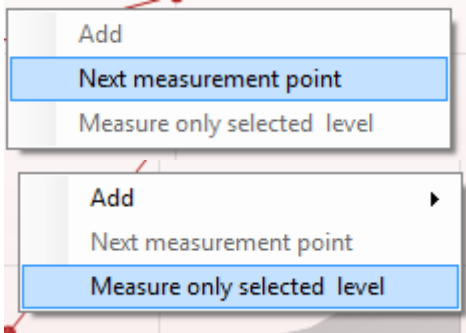 Add
Next measurement point
Measure only selected level
Add
Next measurement point
Measure only selected level